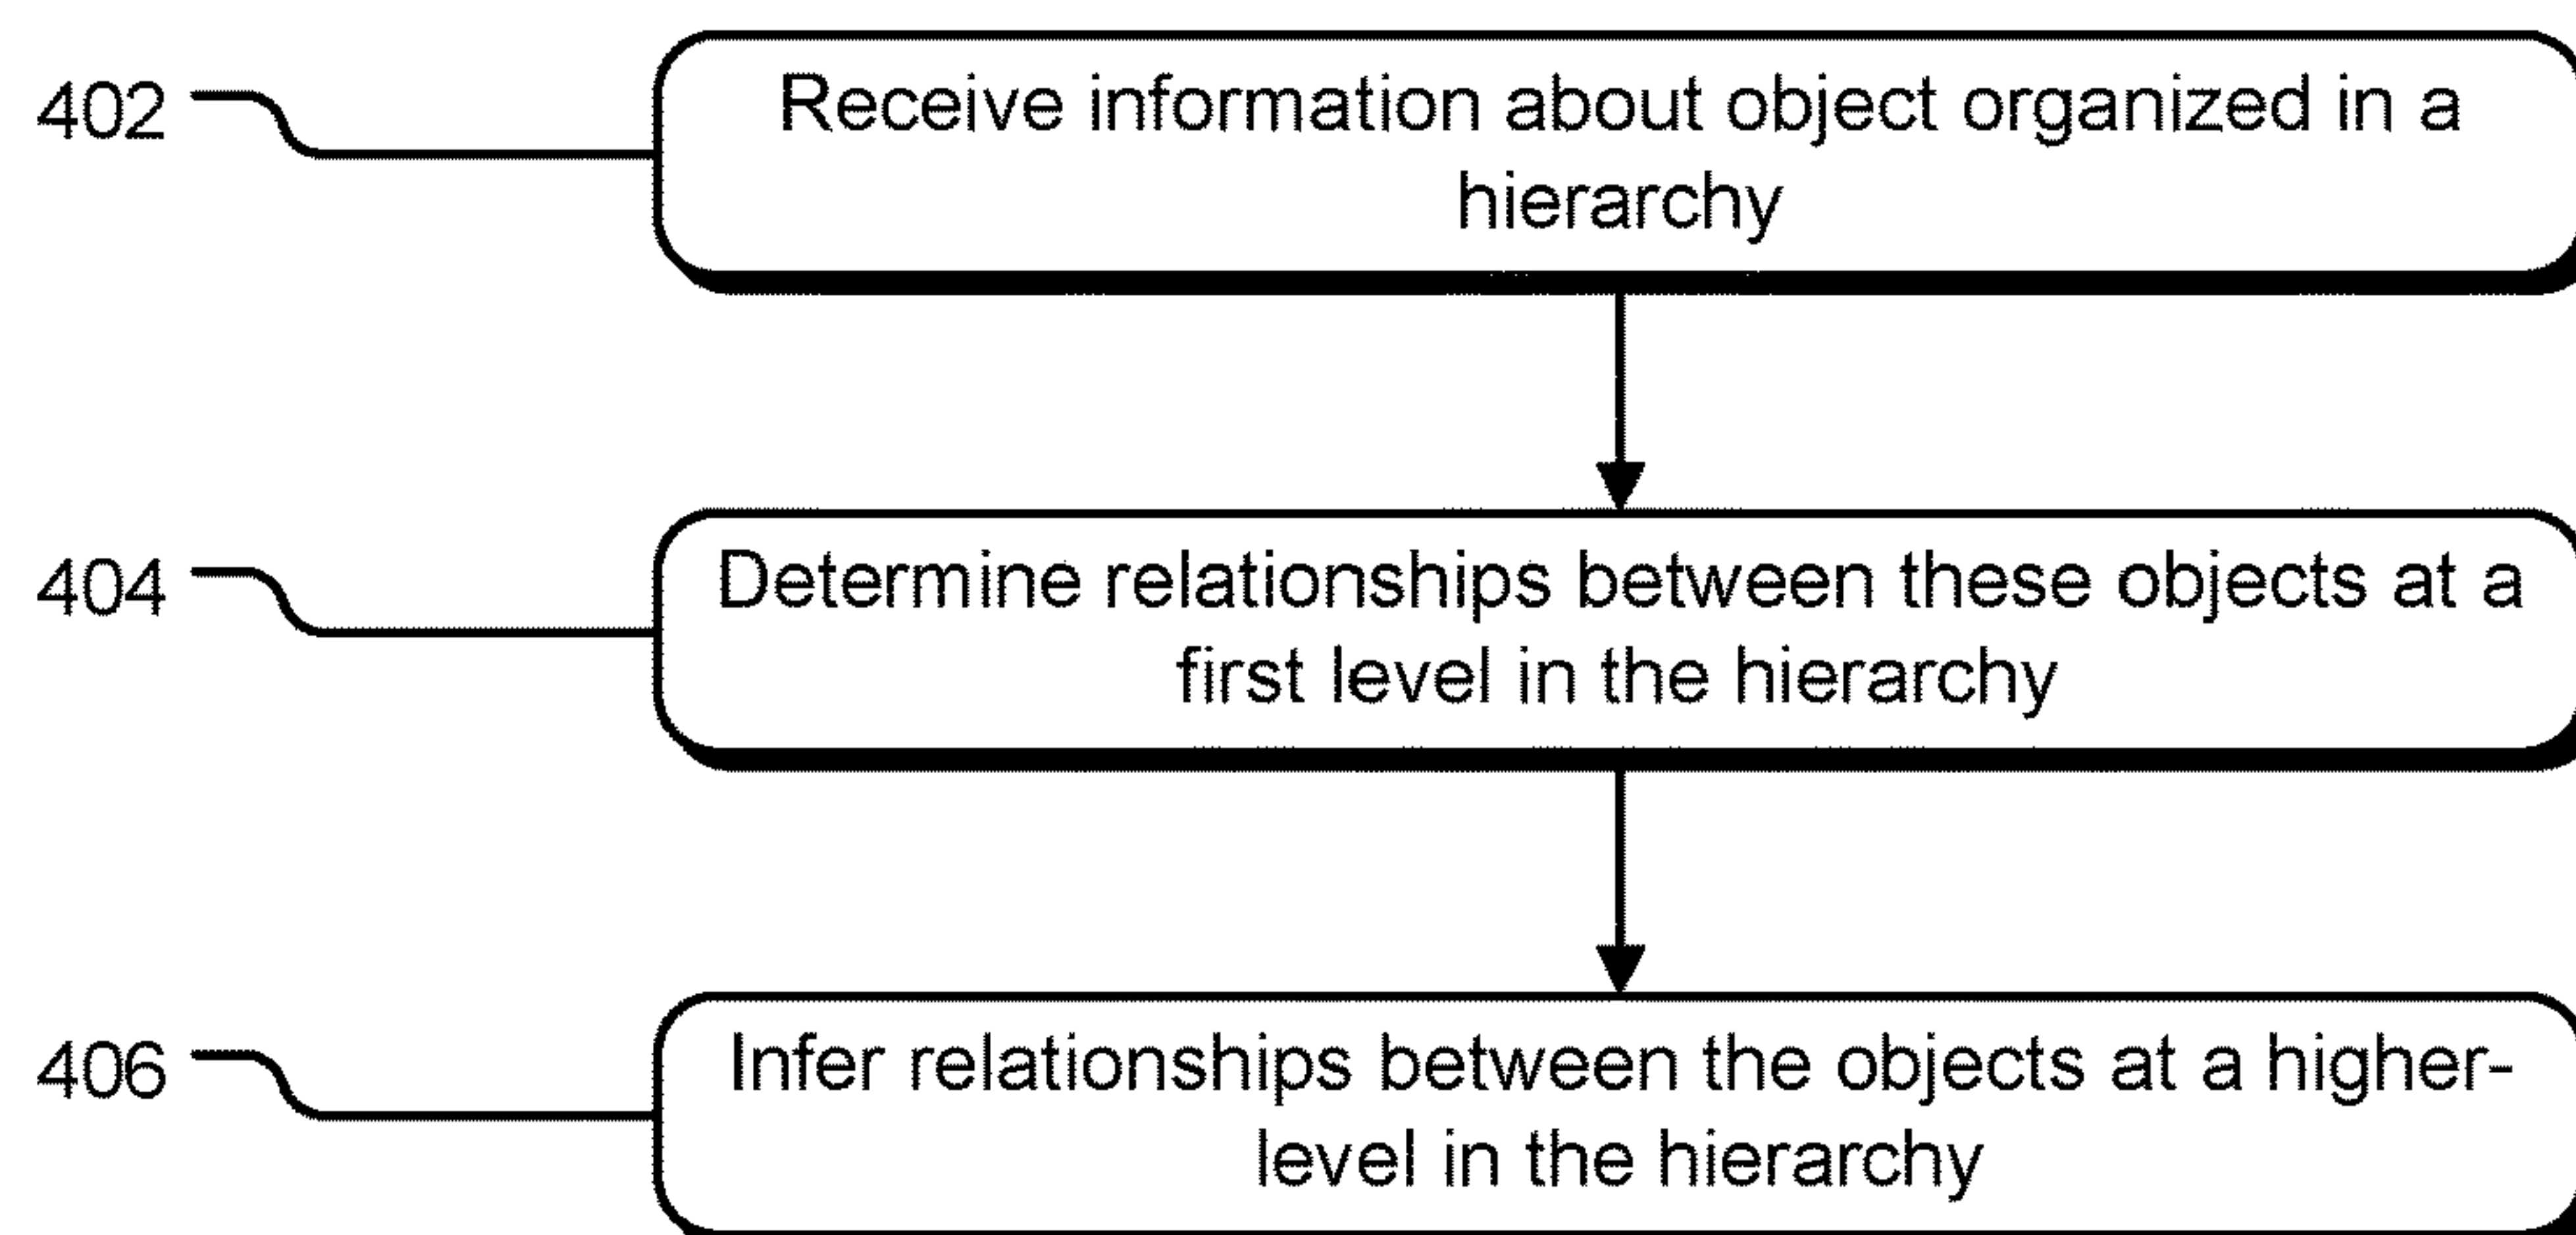 402
Receive information about object organized in a
hierarchy
404
Determine relationships between these objects at a
first level in the hierarchy
406
Infer relationships between the objects at a higher-
level in the hierarchy